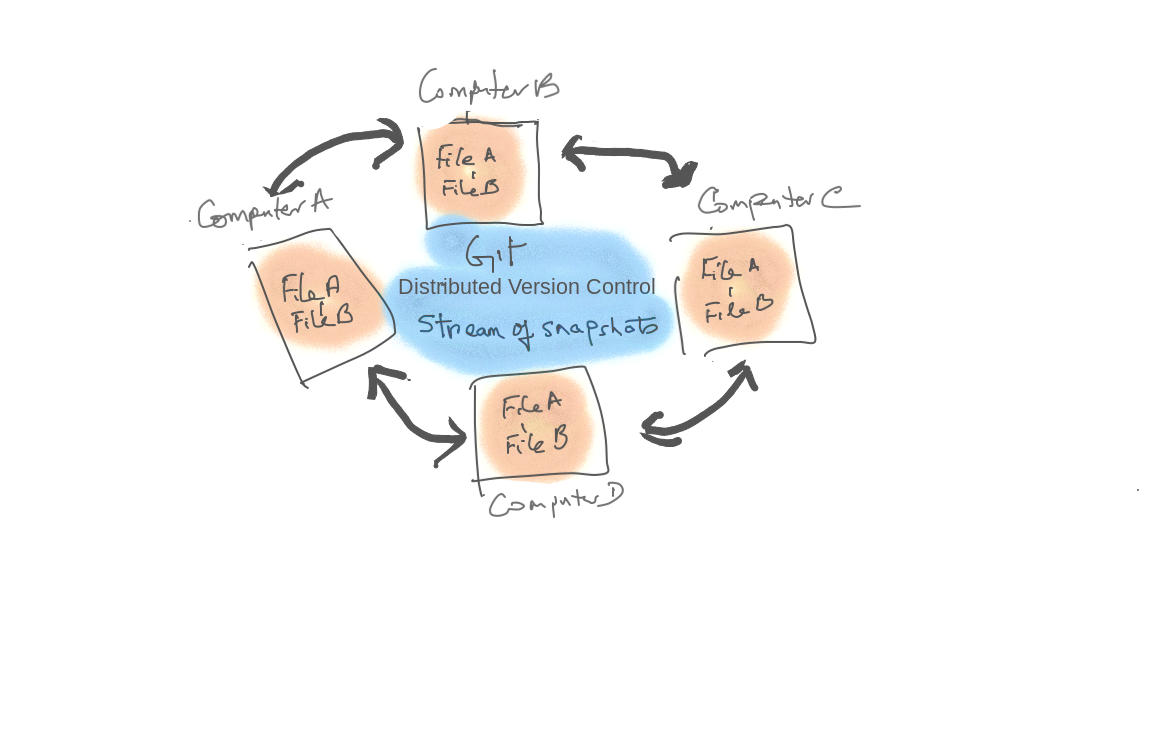 Computer B
File A
File B
Computer A
File A
File B
Computer C
File A
File B
Git
Distributed Version Control
Stream of snapshots
File A
File B
Computer D